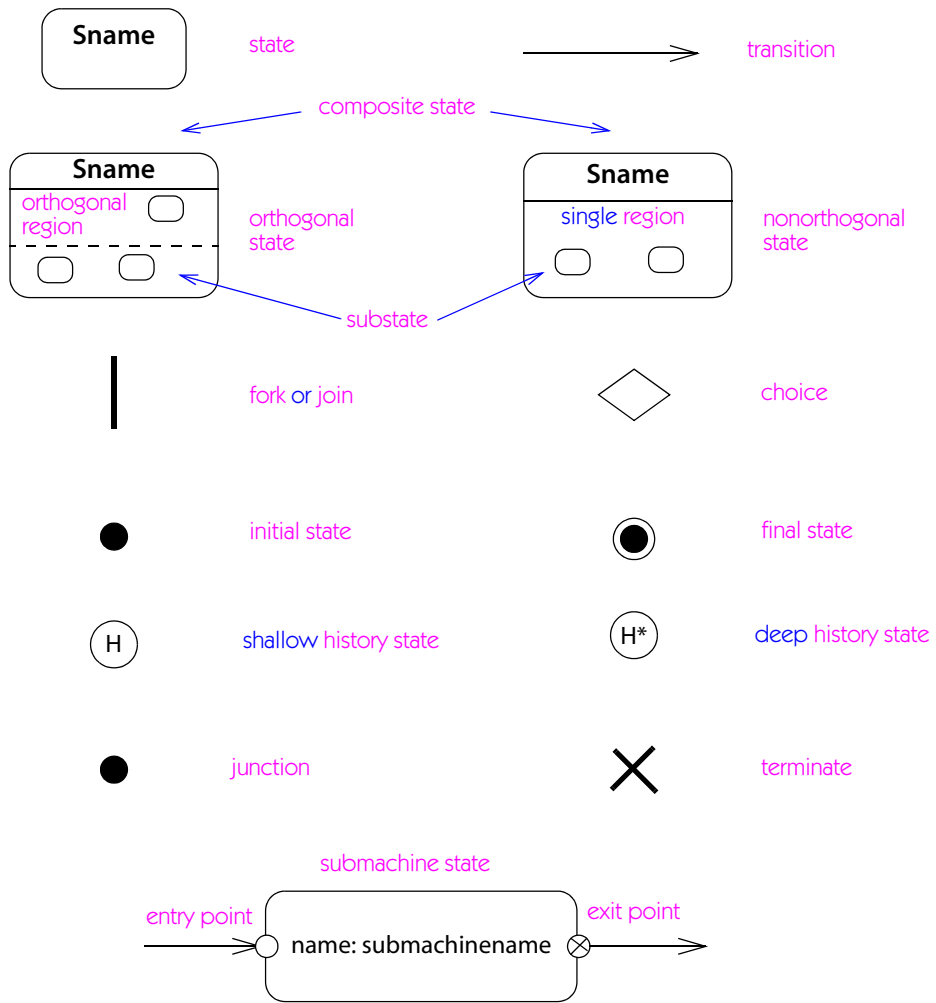 Sname
state
transition
composite state
Sname
orthogonal
region
orthogonal
state
Sname
single region
nonorthogonal
state
substate
fork or join
choice
initial state
final state
H
shallow history state
H*
deep history state
junction
terminate
submachine state
entry point
name: submachinename
exit point